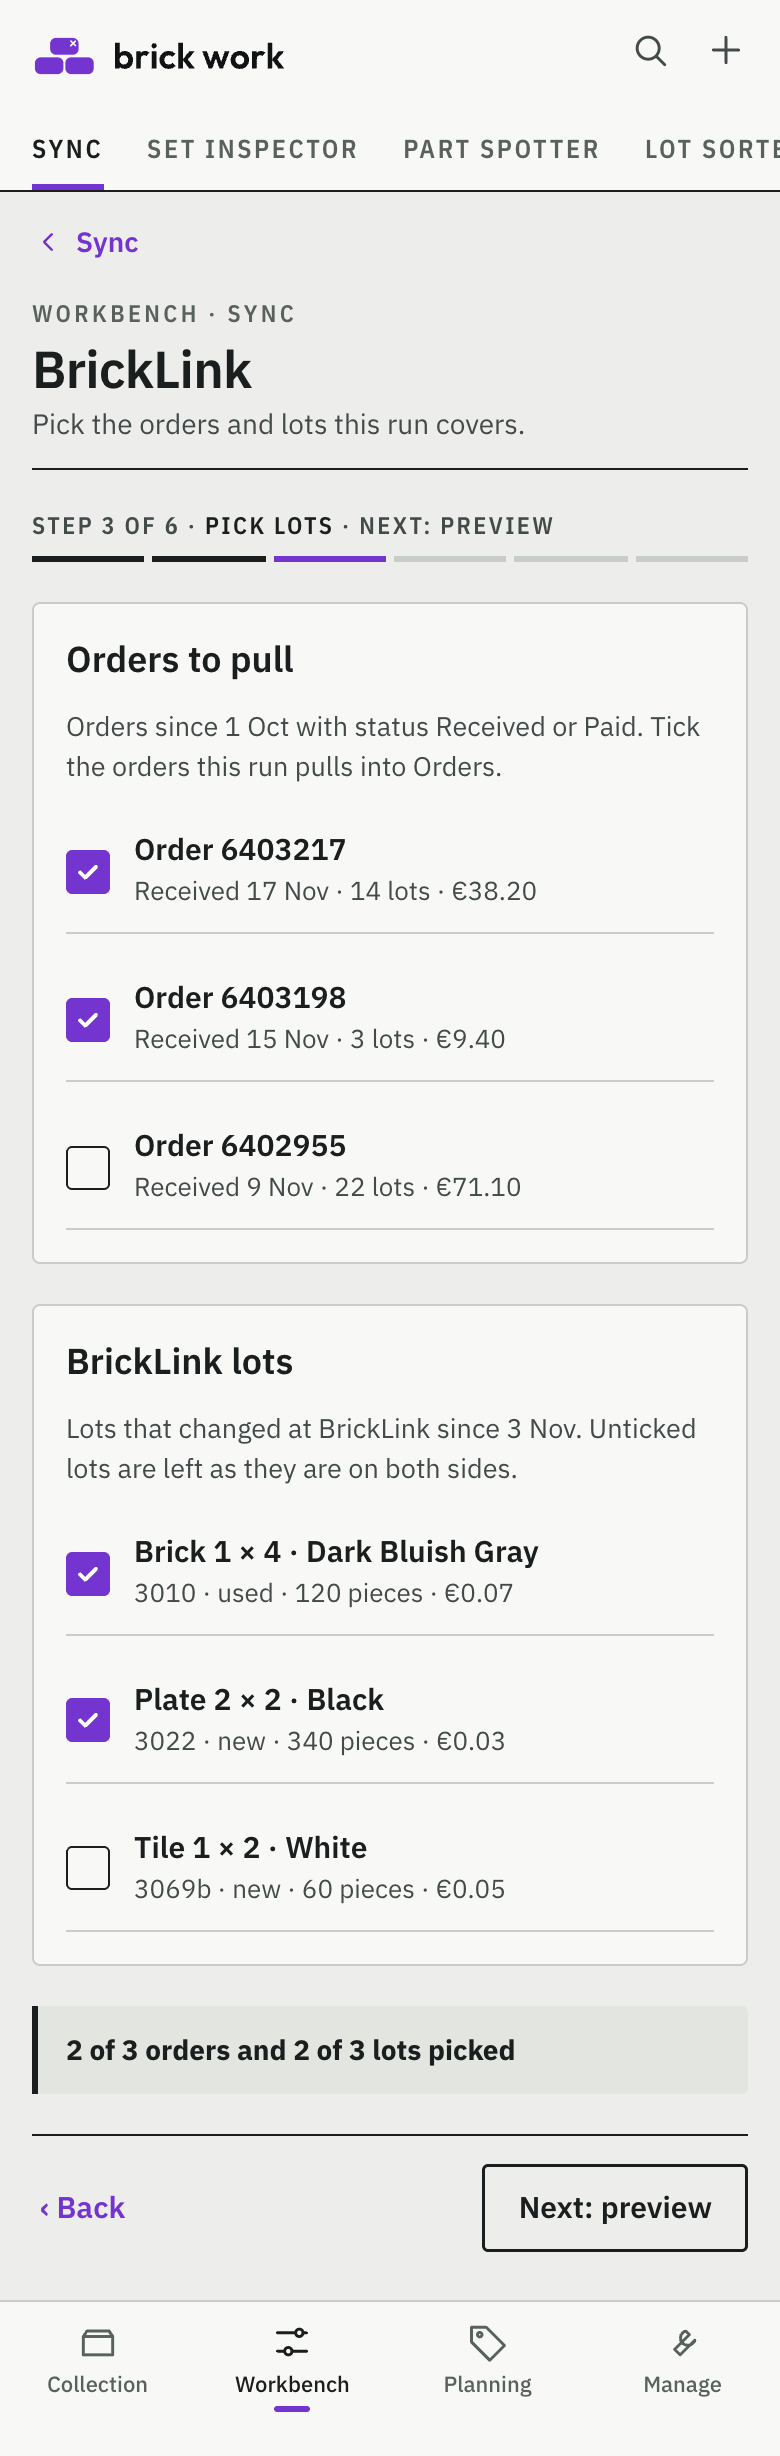 brick work
SYNC SET INSPECTOR PART SPOTTER LOT SORTE
Sync
WORKBENCH · SYNC
BrickLink
Pick the orders and lots this run covers.
STEP 3 OF 6 · PICK LOTS · NEXT: PREVIEW
Orders to pull
Orders since 1 Oct with status Received or Paid. Tick
the orders this run pulls into Orders.
Order 6403217
Received 17 Nov · 14 lots · €38.20
Order 6403198
Received 15 Nov · 3 lots · €9.40
Order 6402955
Received 9 Nov · 22 lots · €71.10
BrickLink lots
Lots that changed at BrickLink since 3 Nov. Unticked
lots are left as they are on both sides.
Brick 1 × 4 · Dark Bluish Gray
3010 · used · 120 pieces · €0.07
Plate 2 × 2 · Black
3022 · new · 340 pieces · €0.03
Tile 1 × 2 · White
3069b · new · 60 pieces · €0.05
2 of 3 orders and 2 of 3 lots picked
‹ Back
Next: preview
Collection Workbench Planning Manage